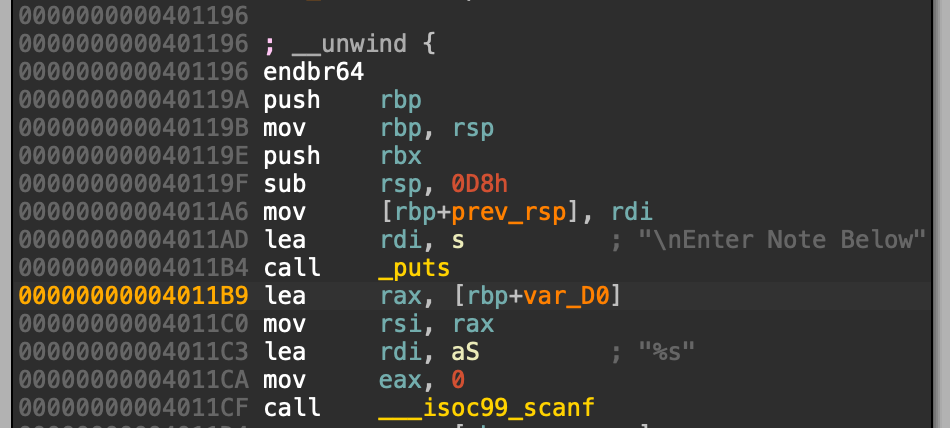 0000000000401196
0000000000401196 ; __unwind {
0000000000401196 endbr64
000000000040119A push rbp
000000000040119B mov rbp, rsp
000000000040119E push rbx
000000000040119F sub rsp, 0D8h
00000000004011A6 mov [rbp+prev_rsp], rdi
00000000004011AD lea rdi, s ; "\nEnter Note Below"
00000000004011B4 call _puts
00000000004011B9 lea rax, [rbp+var_D0]
00000000004011C0 mov rsi, rax
00000000004011C3 lea rdi, aS ; "%s"
00000000004011CA mov eax, 0
00000000004011CF call ___isoc99_scanf